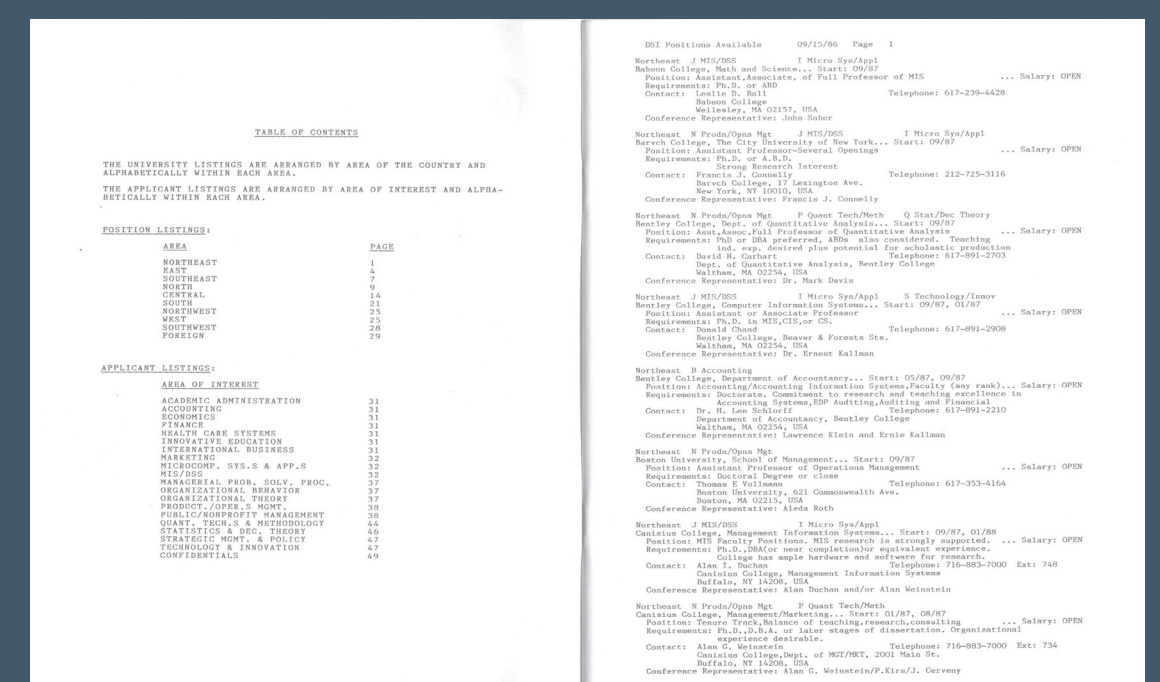 TABLE OF CONTENTS
THE UNIVERSITY LISTINGS ARE ARRANGED BY AREA OF THE COUNTRY AND
ALPHABETICALLY WITHIN EACH AREA.
THE APPLICANT LISTINGS ARE ARRANGED BY AREA OF INTEREST AND ALPHA-
BETICALLY WITHIN EACH AREA.
POSITION LISTINGS:
AREA PAGE
NORTHEAST 1
EAST 4
SOUTHEAST 7
NORTH 9
CENTRAL 14
SOUTH 21
NORTHWEST 25
WEST 25
SOUTHWEST 28
FOREIGN 29
APPLICANT LISTINGS:
AREA OF INTEREST
ACADEMIC ADMINISTRATION 31
ACCOUNTING 31
ECONOMICS 31
FINANCE 31
HEALTH CARE SYSTEMS 31
INNOVATIVE EDUCATION 31
INTERNATIONAL BUSINESS 31
MARKETING 32
MICROCOMP. SYS.S & APP.S 32
MIS/DSS 32
MANAGERIAL PROB. SOLV. PROC. 37
ORGANIZATIONAL BEHAVIOR 37
ORGANIZATIONAL THEORY 37
PRODUCT./OPER.S MGMT. 38
PUBLIC/NONPROFIT MANAGEMENT 38
QUANT. TECH.S & METHODOLOGY 44
STATISTICS & DEC. THEORY 46
STRATEGIC MGMT. & POLICY 47
TECHNOLOGY & INNOVATION 47
CONFIDENTIALS 49
DSI Positions Available 09/15/86 Page 1
Northeast J MIS/DSS I Micro Sys/Appl
Babson College, Math and Science... Start: 09/87
Position: Assistant,Associate, of Full Professor of MIS ... Salary: OPEN
Requirements: Ph.D. or ABD
Contact: Leslie D. Ball Telephone: 617-239-4428
Babson College
Wellesley, MA 02157, USA
Conference Representative: John Saber
Northeast N Prodn/Opns Mgt J MIS/DSS I Micro Sys/Appl
Barvch College, The City University of New York... Start: 09/87
Position: Assistant Professor-Several Openings ... Salary: OPEN
Requirements: Ph.D. or A.B.D.
Strong Research Interest
Contact: Francis J. Connelly Telephone: 212-725-3116
Barvch College, 17 Lexington Ave.
New York, NY 10010, USA
Conference Representative: Francis J. Connelly
Northeast N Prodn/Opns Mgt P Quant Tech/Meth Q Stat/Dec Theory
Bentley College, Dept. of Quantitative Analysis... Start: 09/87
Position: Asst,Assoc,Full Professor of Quantitative Analysis ... Salary: OPEN
Requirements: PhD or DBA preferred, ABDs also considered. Teaching
ind. exp. desired plus potential for scholastic production
Contact: David H. Carhart Telephone: 617-891-2703
Dept. of Quantitative Analysis, Bentley College
Waltham, MA 02254, USA
Conference Representative: Dr. Mark Davis
Northeast J MIS/DSS I Micro Sys/Appl S Technology/Innov
Bentley College, Computer Information Systems... Start: 09/87, 01/87
Position: Assistant or Associate Professor ... Salary: OPEN
Requirements: Ph.D. in MIS,CIS,or CS.
Contact: Donald Chand Telephone: 617-891-2908
Bentley College, Beaver & Forests Sts.
Waltham, MA 02254, USA
Conference Representative: Dr. Ernest Kallman
Northeast B Accounting
Bentley College, Department of Accountancy... Start: 05/87, 09/87
Position: Accounting/Accounting Information Systems,Faculty (any rank)... Salary: OPEN
Requirements: Doctorate. Commitment to research and teaching excellence in
Accounting Systems,EDP Auditing,Auditing and Financial
Contact: Dr. H. Lee Schlorff Telephone: 617-891-2210
Department of Accountancy, Bentley College
Waltham, MA 02254, USA
Conference Representative: Lawrence Klein and Ernie Kallman
Northeast N Prodn/Opns Mgt
Boston University, School of Management... Start: 09/87
Position: Assistant Professor of Operations Management ... Salary: OPEN
Requirements: Doctoral Degree or close
Contact: Thomas E Vollmann Telephone: 617-353-4164
Boston University, 621 Commonwealth Ave.
Boston, MA 02215, USA
Conference Representative: Aleda Roth
Northeast J MIS/DSS I Micro Sys/Appl
Canisius College, Management Information Systems... Start: 09/87, 01/88
Position: MIS Faculty Positions. MIS research is strongly supported. ... Salary: OPEN
Requirements: Ph.D.,DBA(or near completion)or equivalent experience.
College has ample hardware and software for research.
Contact: Alan I. Duchan Telephone: 716-883-7000 Ext: 748
Canisius College, Management Information Systems
Buffalo, NY 14208, USA
Conference Representative: Alan Duchan and/or Alan Weinstein
Northeast N Prodn/Opns Mgt P Quant Tech/Meth
Canisius College, Management/Marketing... Start: 01/87, 08/87
Position: Tenure Track,Balance of teaching,research,consulting ... Salary: OPEN
Requirements: Ph.D.,D.B.A. or later stages of dissertation. Organizational
experience desirable.
Contact: Alan G. Weinstein Telephone: 716-883-7000 Ext: 734
Canisius College,Dept. of MGT/MKT, 2001 Main St.
Buffalo, NY 14208, USA
Conference Representative: Alan G. Weinstein/P.Kirs/J. Cerveny